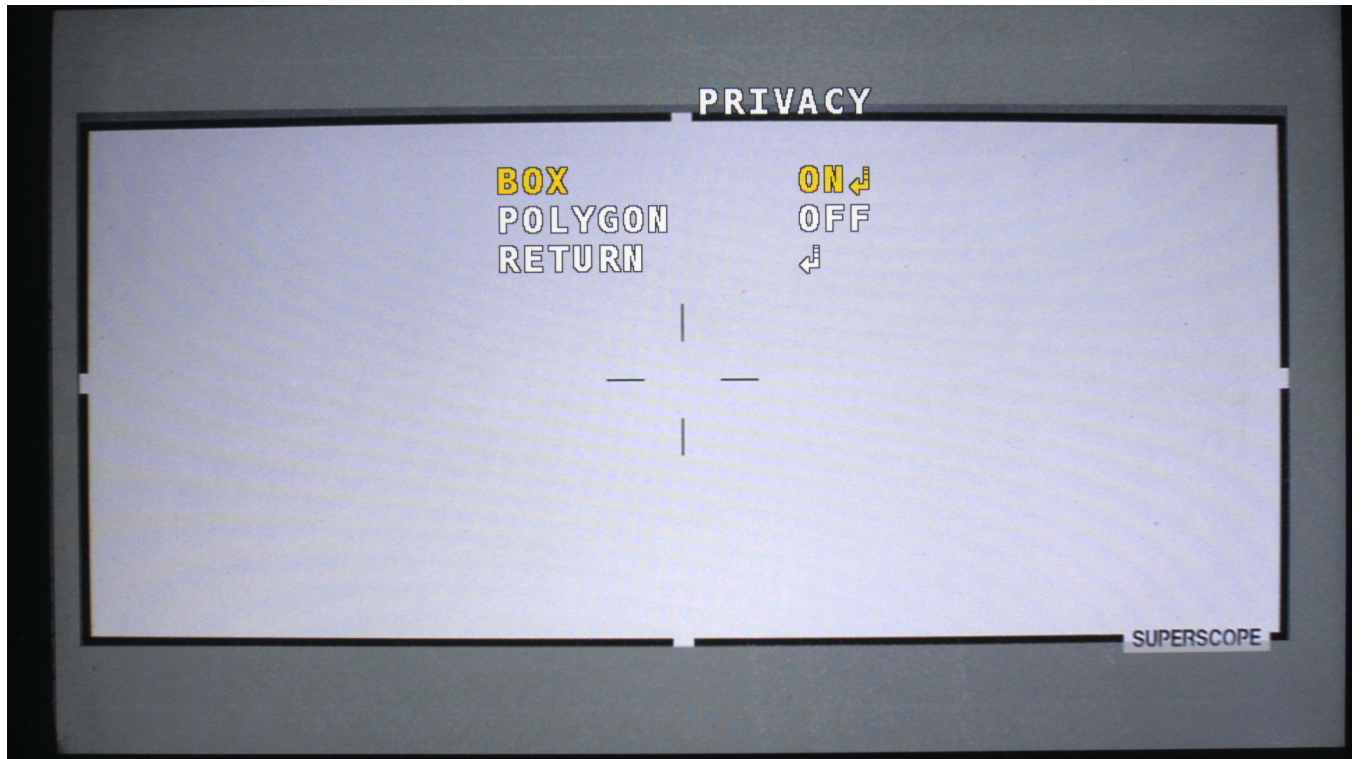 PRIVACY
BOX ON↲
POLYGON OFF
RETURN ↲
SUPERSCOPE